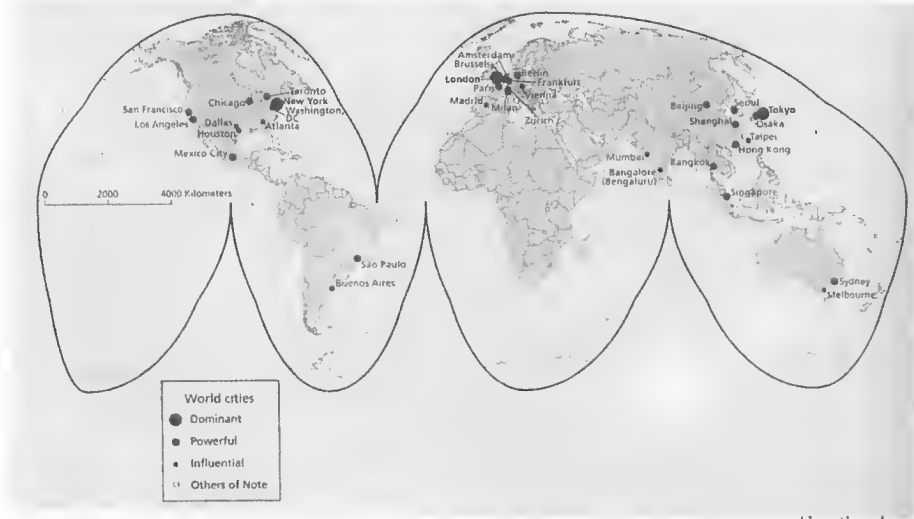 Amsterdam
Brussels
Berlin
London
Frankfurt
Paris
Vienna
Madrid
Milan
Zurich
Toronto
Chicago
New York
Washington,
DC
San Francisco
Los Angeles
Dallas
Houston
Atlanta
Mexico City
Beijing
Seoul
Tokyo
Shanghai
Osaka
Taipei
Hong Kong
Mumbai
Bangalore
(Bengaluru)
Bangkok
Singapore
0 2000 4000 Kilometers
São Paulo
Buenos Aires
Sydney
Melbourne
World cities
Dominant
Powerful
Influential
Others of Note